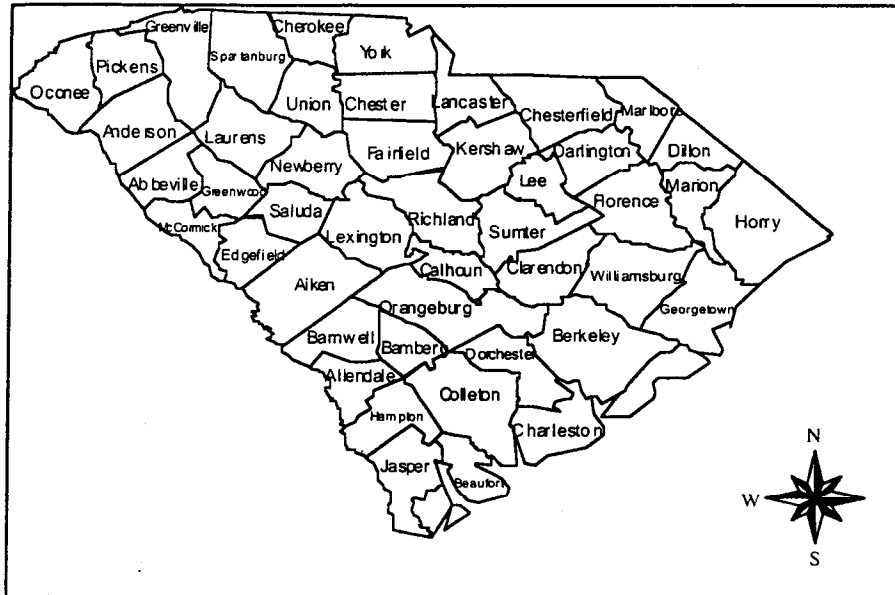 Greenville
Cherokee
Spartanburg
York
Pickens
Oconee
Union
Chester
Lancaster
Chesterfield
Marlboro
Anderson
Laurens
Newberry
Fairfield
Kershaw
Darlington
Dillon
Abbeville
Greenwood
Lee
Marion
McCormick
Saluda
Richland
Florence
Horry
Edgefield
Lexington
Sumter
Aiken
Calhoun
Clarendon
Williamsburg
Orangeburg
Georgetown
Barnwell
Bamberg
Dorchester
Berkeley
Allendale
Colleton
Hampton
Charleston
Jasper
Beaufort
N
W
S